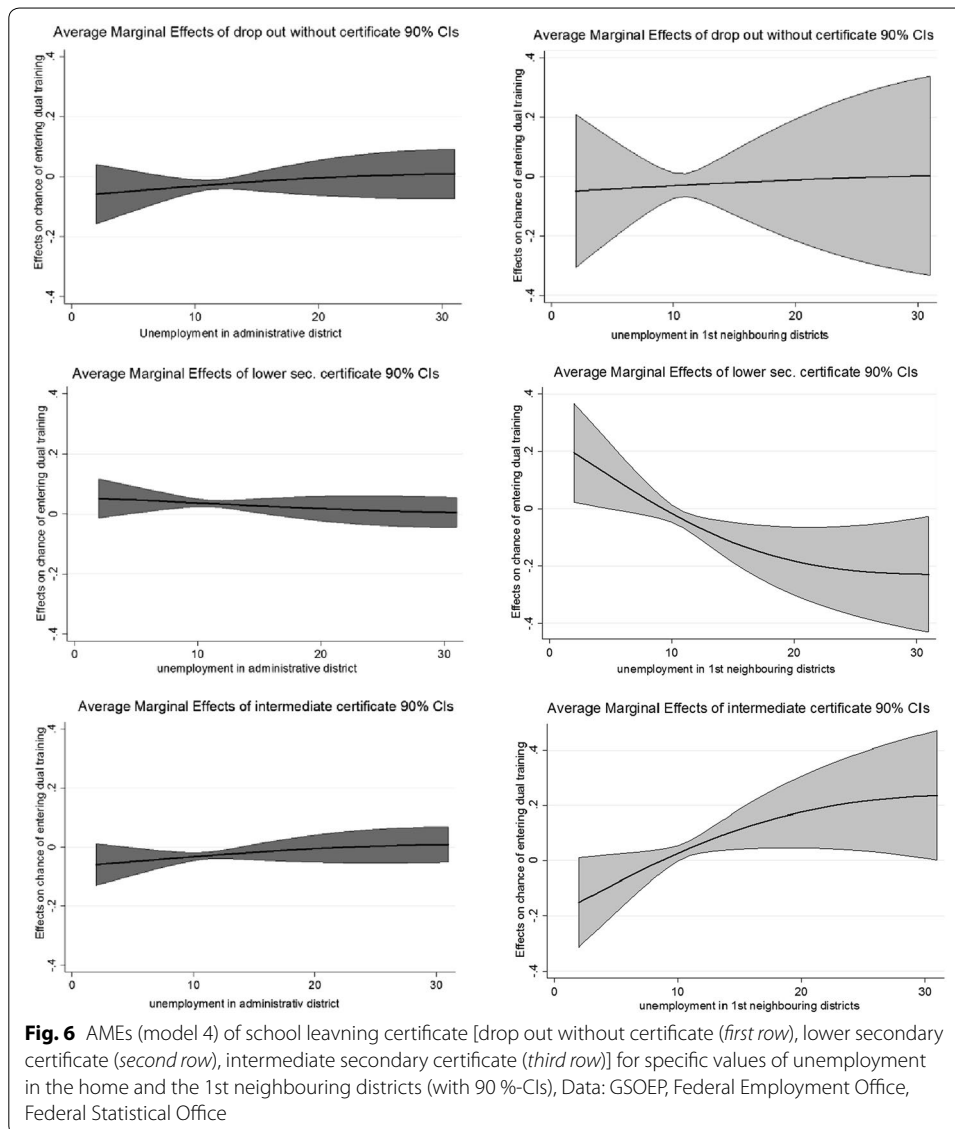 Average Marginal Effects of drop out without certificate 90% CIs
Effects on chance of entering dual training
.4
.2
0
-.2
-.4
0
10
20
30
Unemployment in administrative district
Average Marginal Effects of drop out without certificate 90% CIs
Effects on chance of entering dual training
.4
.2
0
-.2
-.4
0
10
20
30
unemployment in 1st neighbouring districts
Average Marginal Effects of lower sec. certificate 90% CIs
Effects on chance of entering dual training
.4
.2
0
-.2
-.4
0
10
20
30
unemployment in administrative district
Average Marginal Effects of lower sec. certificate 90% CIs
Effects on chance of entering dual training
.4
.2
0
-.2
-.4
0
10
20
30
unemployment in 1st neighbouring districts
Average Marginal Effects of intermediate certificate 90% CIs
Effects on chance of entering dual training
.4
.2
0
-.2
-.4
0
10
20
30
unemployment in administrativ district
Average Marginal Effects of intermediate certificate 90% CIs
Effects on chance of entering dual training
.4
.2
0
-.2
-.4
0
10
20
30
unemployment in 1st neighbouring districts
Fig. 6 AMEs (model 4) of school leavning certificate [drop out without certificate (first row), lower secondary
certificate (second row), intermediate secondary certificate (third row)] for specific values of unemployment
in the home and the 1st neighbouring districts (with 90 %-CIs), Data: GSOEP, Federal Employment Office,
Federal Statistical Office